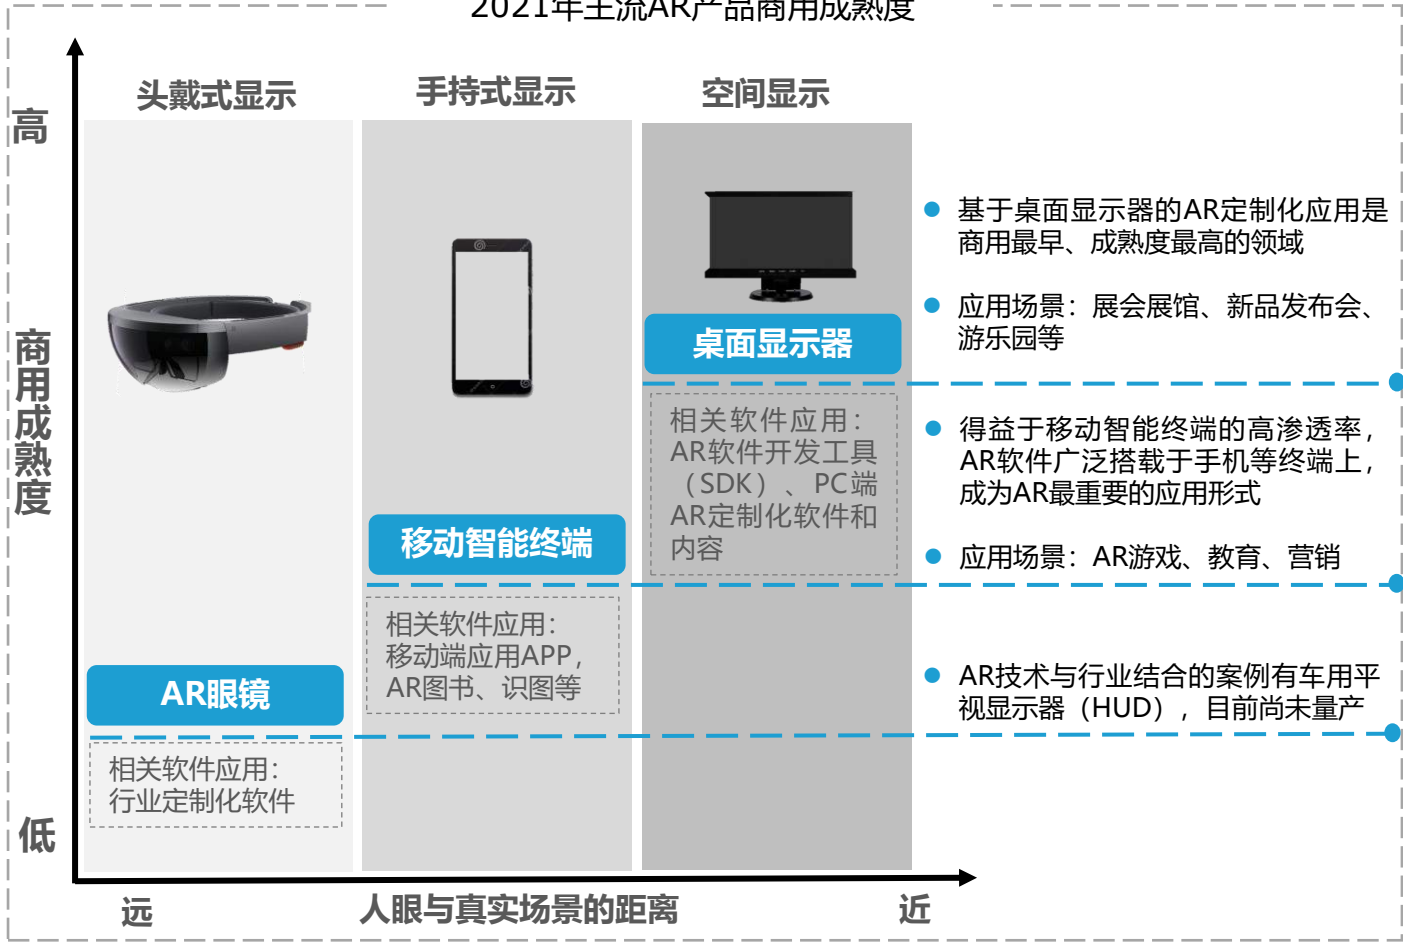 2021年主流AR产品商用成熟度
头戴式显示
手持式显示
空间显示
高
商用成熟度
低
桌面显示器
相关软件应用：
AR软件开发工具
（SDK）、PC端
AR定制化软件和
内容
移动智能终端
相关软件应用：
移动端应用APP，
AR图书、识图等
AR眼镜
相关软件应用：
行业定制化软件
基于桌面显示器的AR定制化应用是
商用最早、成熟度最高的领域
应用场景：展会展馆、新品发布会、
游乐园等
得益于移动智能终端的高渗透率，
AR软件广泛搭载于手机等终端上，
成为AR最重要的应用形式
应用场景：AR游戏、教育、营销
AR技术与行业结合的案例有车用平
视显示器（HUD），目前尚未量产
远
人眼与真实场景的距离
近